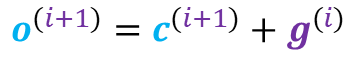 o^{(i+1)} = c^{(i+1)} + g^{(i)}